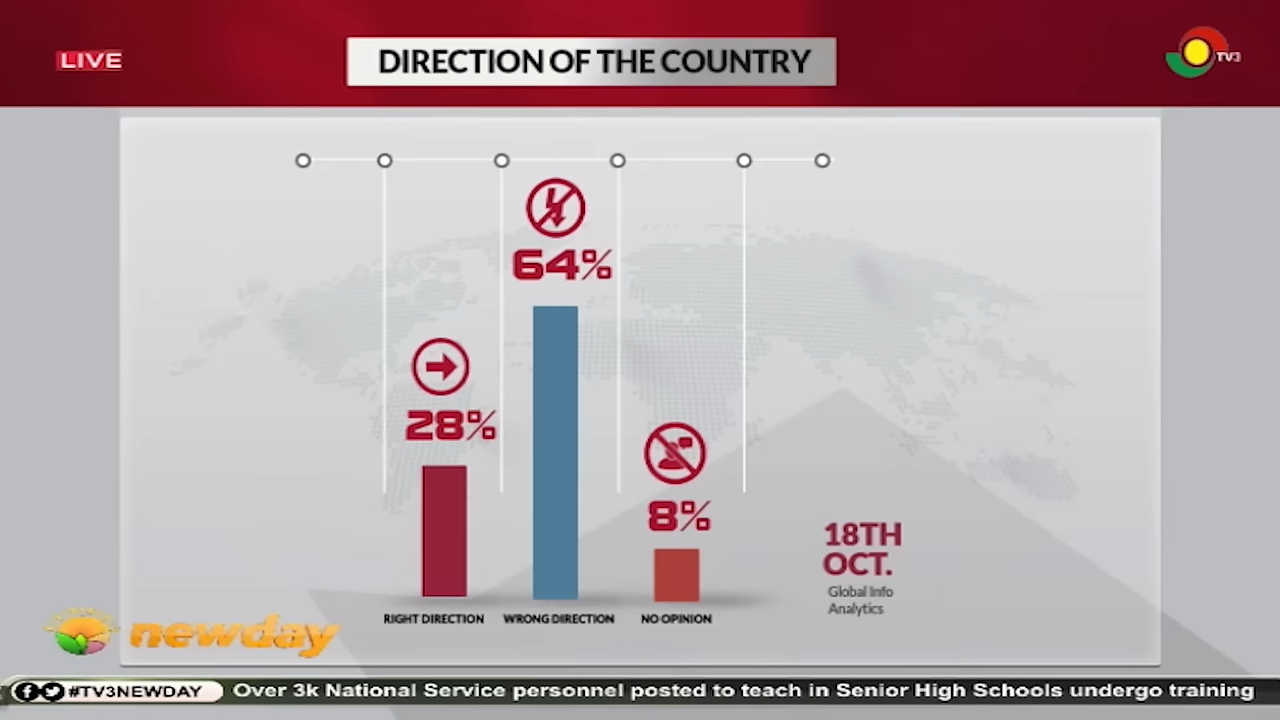 LIVE
DIRECTION OF THE COUNTRY
TV3
64%
28%
8%
18TH
OCT.
Global Info
Analytics
RIGHT DIRECTION
WRONG DIRECTION
NO OPINION
newday
#TV3NEWDAY
Over 3k National Service personnel posted to teach in Senior High Schools undergo training